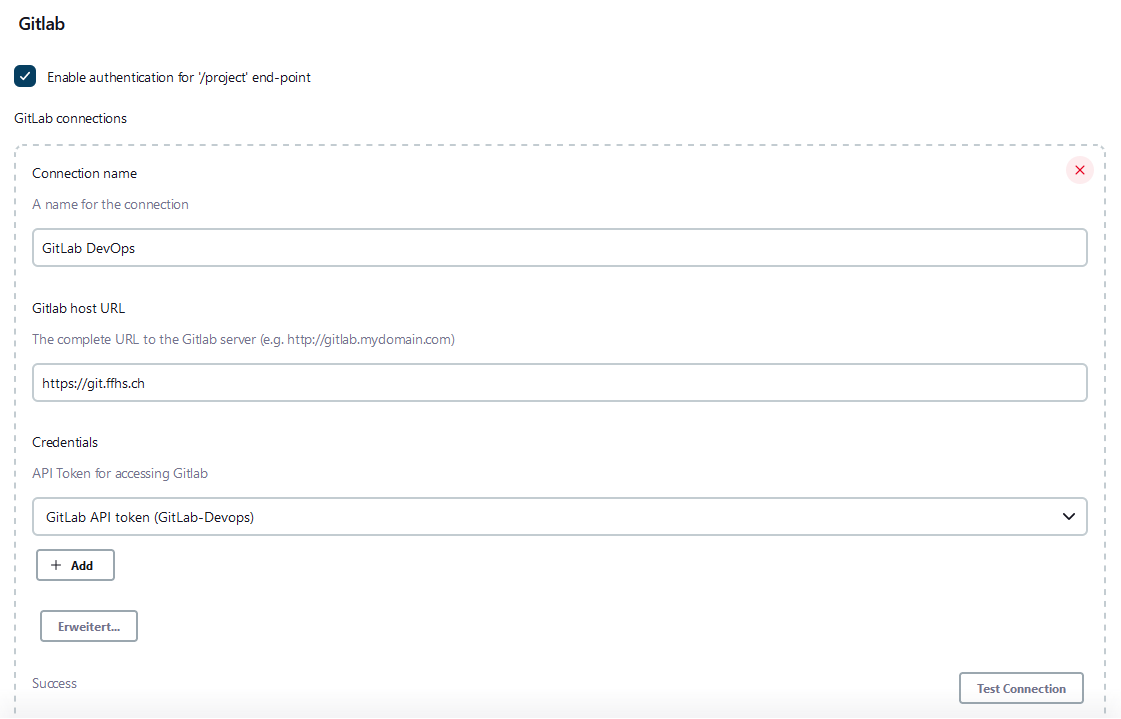 Gitlab
Enable authentication for '/project' end-point
GitLab connections
Connection name
A name for the connection
GitLab DevOps
Gitlab host URL
The complete URL to the Gitlab server (e.g. http://gitlab.mydomain.com)
https://git.ffhs.ch
Credentials
API Token for accessing Gitlab
GitLab API token (GitLab-Devops)
+ Add
Erweitert...
Success
Test Connection